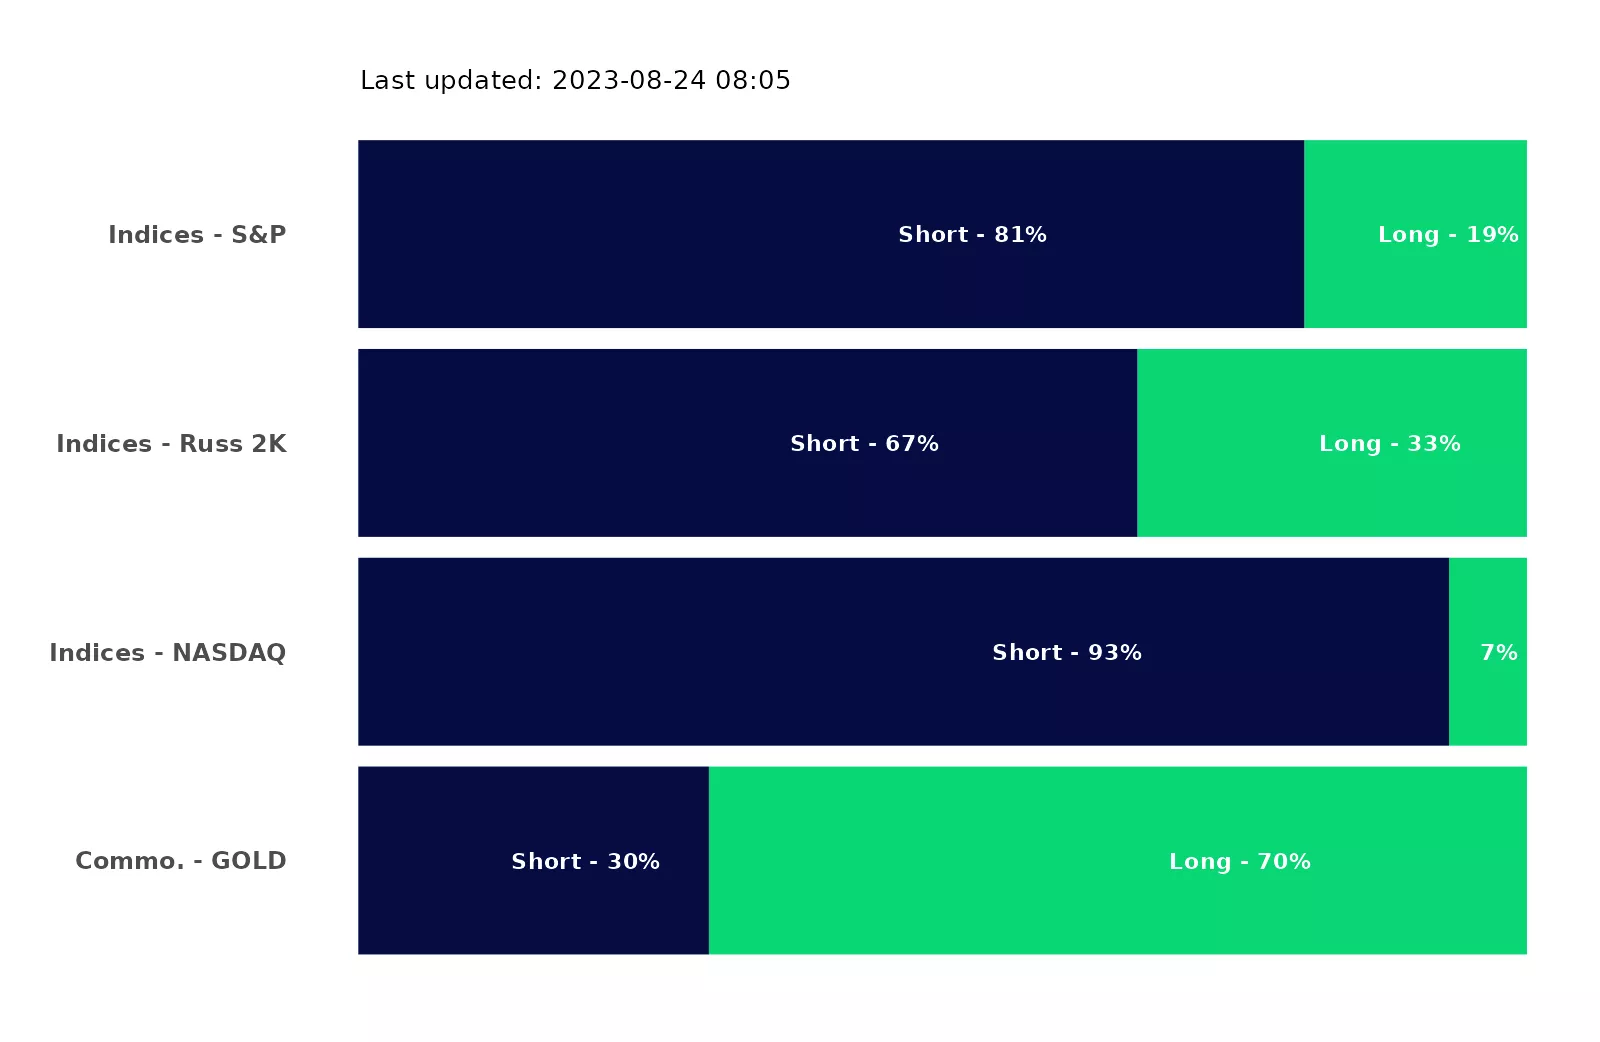 Last updated: 2023-08-24 08:05
Indices - S&P
Short - 81%
Long - 19%
Indices - Russ 2K
Short - 67%
Long - 33%
Indices - NASDAQ
Short - 93%
7%
Commo. - GOLD
Short - 30%
Long - 70%